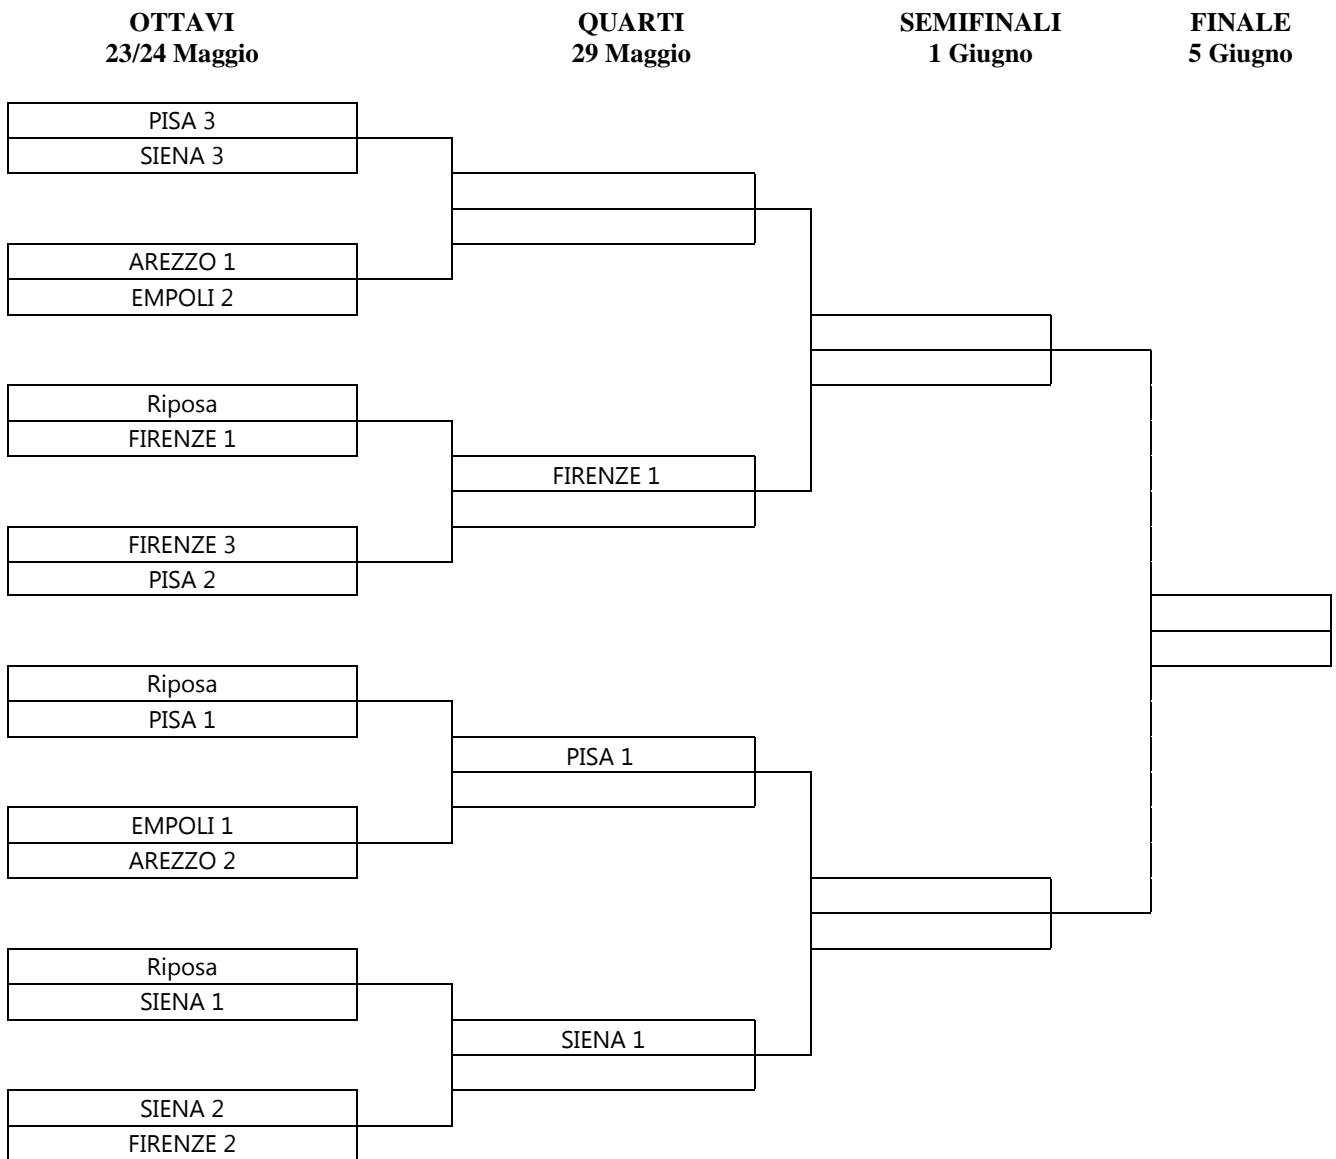 OTTAVI
23/24 Maggio
QUARTI
29 Maggio
SEMIFINALI
1 Giugno
FINALE
5 Giugno
PISA 3
SIENA 3
AREZZO 1
EMPOLI 2
Riposa
FIRENZE 1
FIRENZE 1
FIRENZE 3
PISA 2
Riposa
PISA 1
PISA 1
EMPOLI 1
AREZZO 2
Riposa
SIENA 1
SIENA 1
SIENA 2
FIRENZE 2